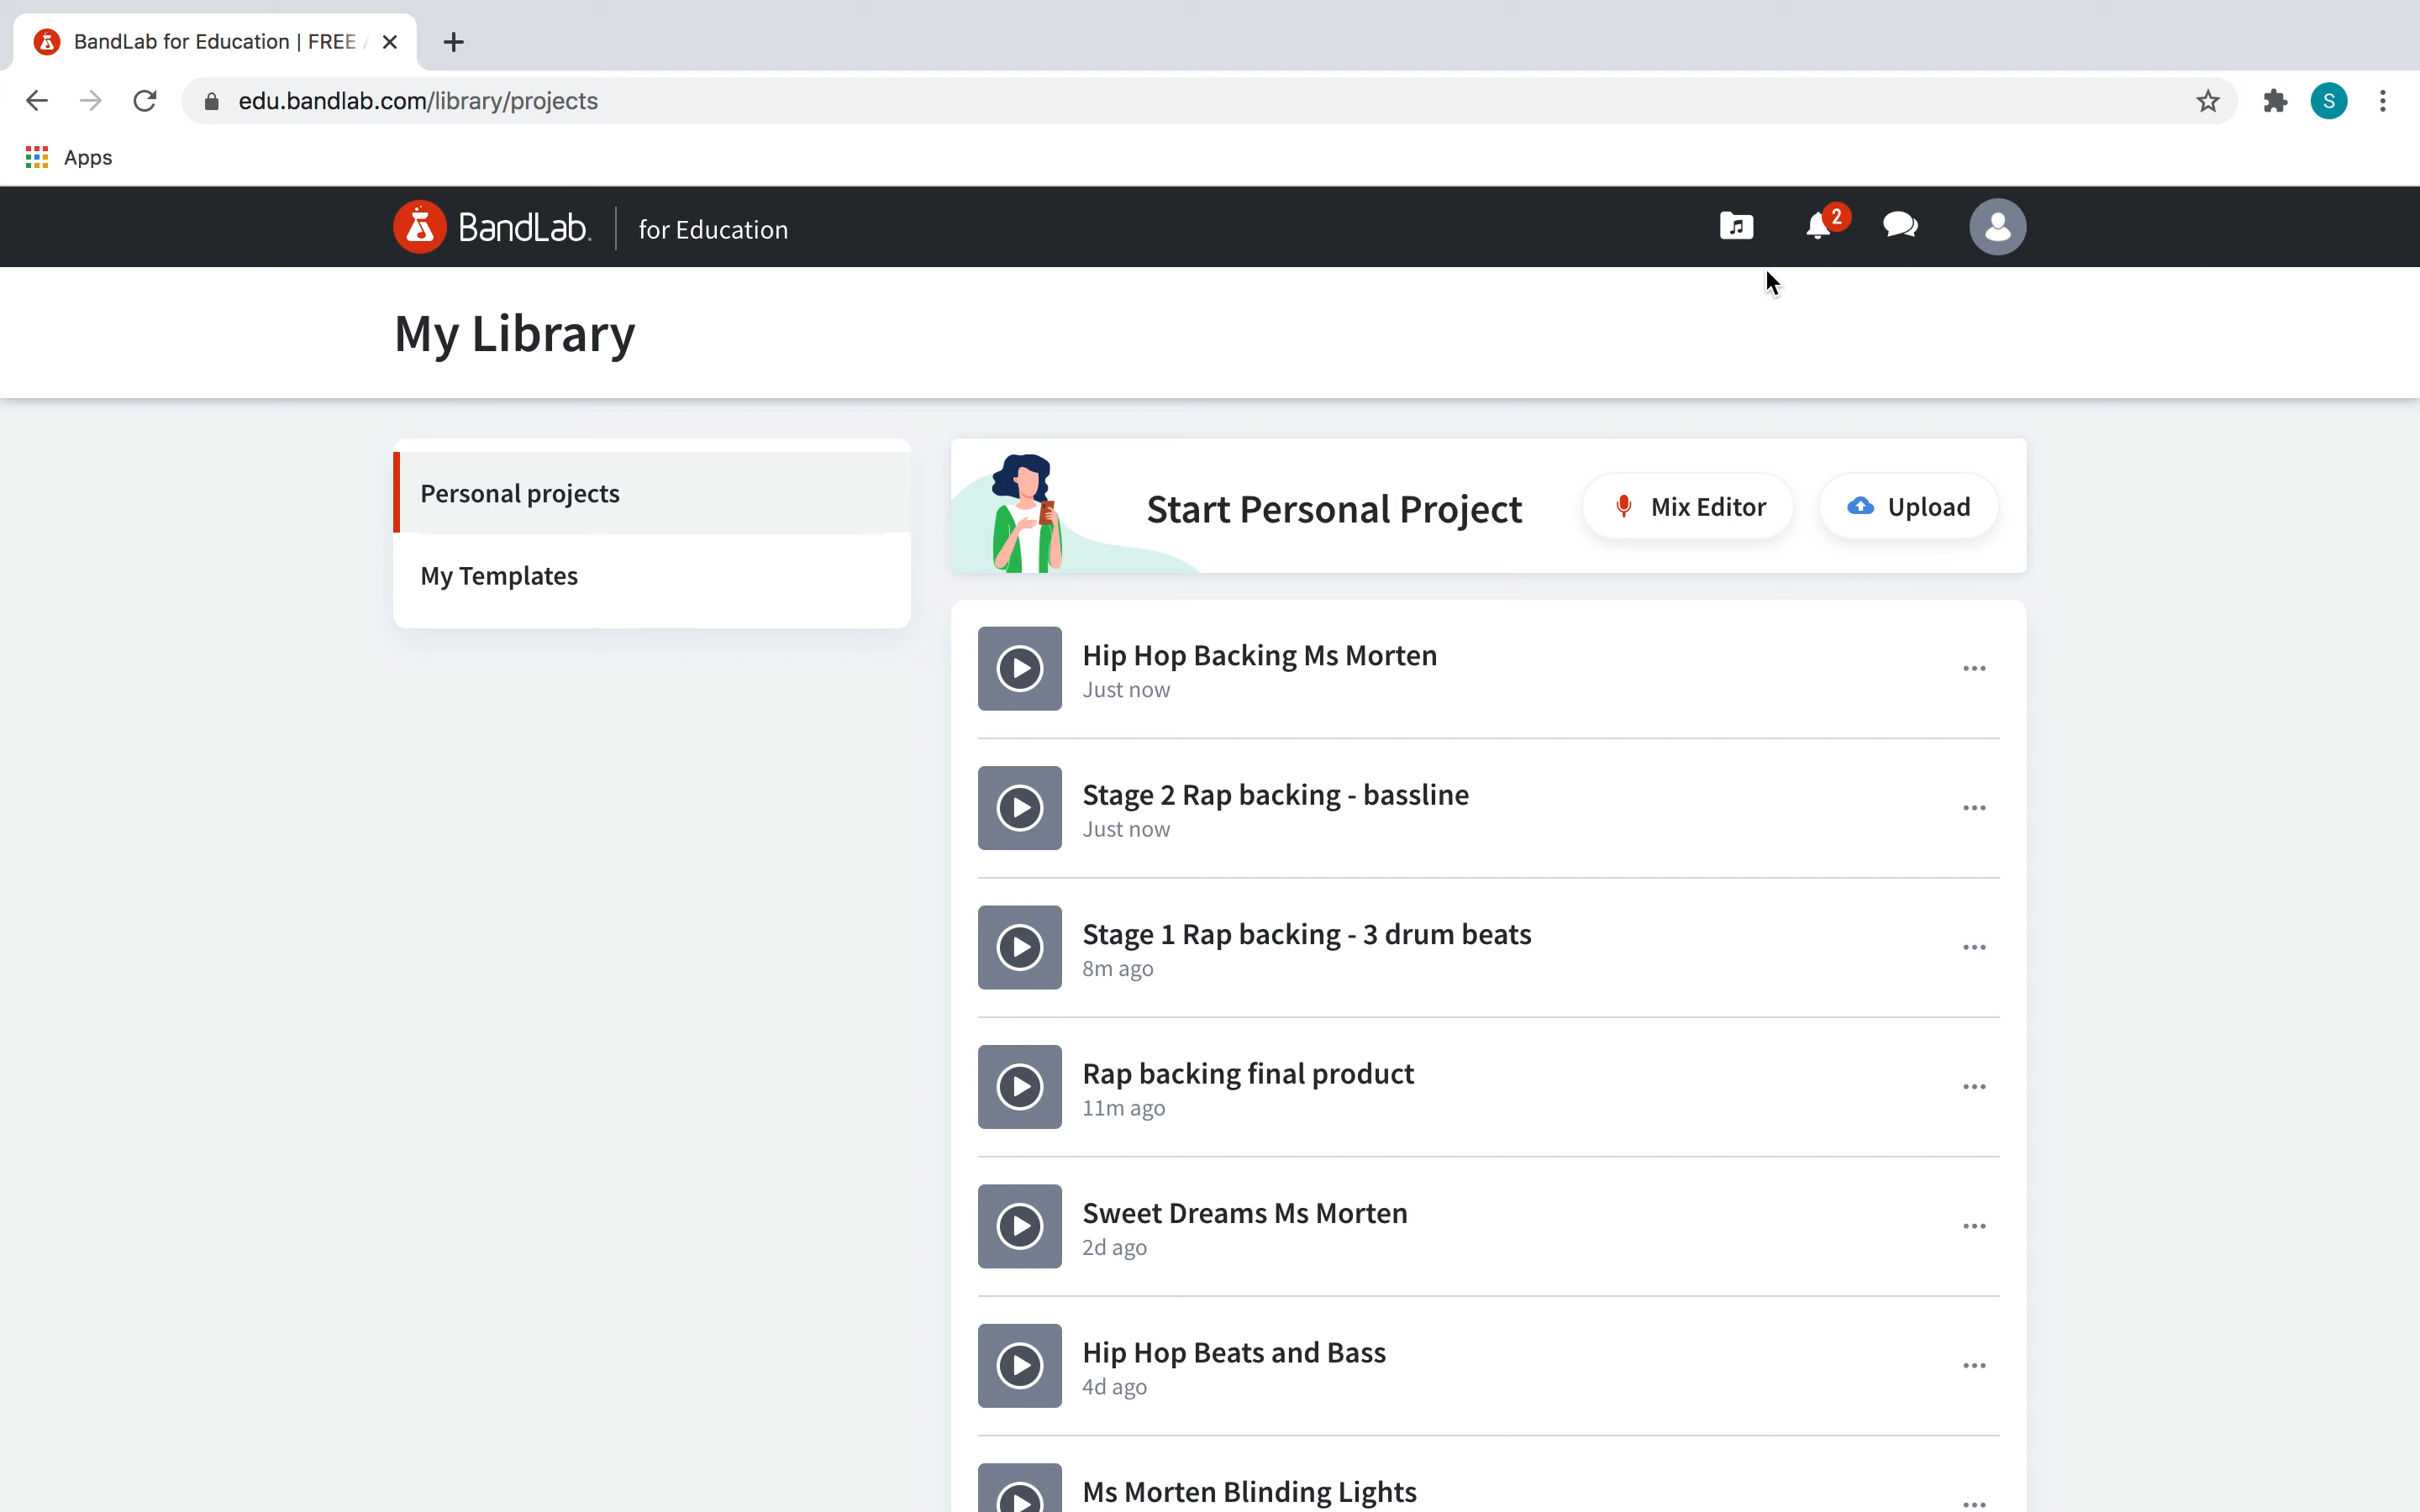 BandLab for Education | FREE
edu.bandlab.com/library/projects
S
Apps
BandLab.
for Education
2
My Library
Personal projects
My Templates
Start Personal Project
Mix Editor
Upload
Hip Hop Backing Ms Morten
Just now
Stage 2 Rap backing - bassline
Just now
Stage 1 Rap backing - 3 drum beats
8m ago
Rap backing final product
11m ago
Sweet Dreams Ms Morten
2d ago
Hip Hop Beats and Bass
4d ago
Ms Morten Blinding Lights